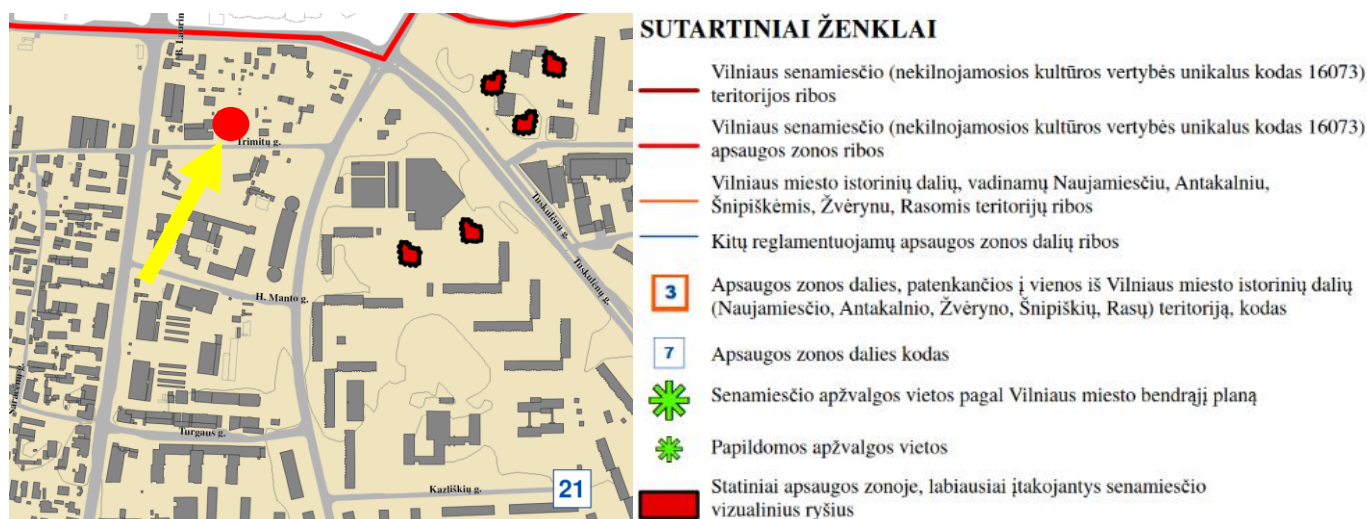 B. Laurin
Trimitų g.
Tuskulėnų g.
Tuskulėnų g.
H. Manto g.
Turgaus g.
Kazliškių g.
21
SUTARTINIAI ŽENKLAI
Vilniaus senamiesčio (nekilnojamosios kultūros vertybės unikalus kodas 16073)
teritorijos ribos
Vilniaus senamiesčio (nekilnojamosios kultūros vertybės unikalus kodas 16073)
apsaugos zonos ribos
Vilniaus miesto istorinių dalių, vadinamų Naujamiesčiu, Antakalniu,
Šnipiškėmis, Žvėrynu, Rasomis teritorijų ribos
Kitų reglamentuojamų apsaugos zonos dalių ribos
3
Apsaugos zonos dalies, patenkančios į vienos iš Vilniaus miesto istorinių dalių
(Naujamiesčio, Antakalnio, Žvėryno, Šnipiškių, Rasų) teritoriją, kodas
7
Apsaugos zonos dalies kodas
Senamiesčio apžvalgos vietos pagal Vilniaus miesto bendrąjį planą
Papildomos apžvalgos vietos
Statiniai apsaugos zonoje, labiausiai įtakojantys senamiesčio
vizualinius ryšius